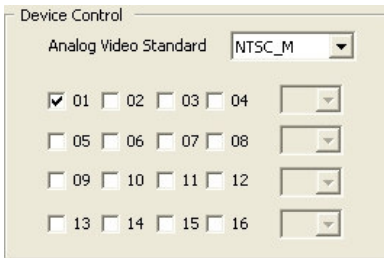 Device Control
Analog Video Standard NTSC_M
01 02 03 04
05 06 07 08
09 10 11 12
13 14 15 16